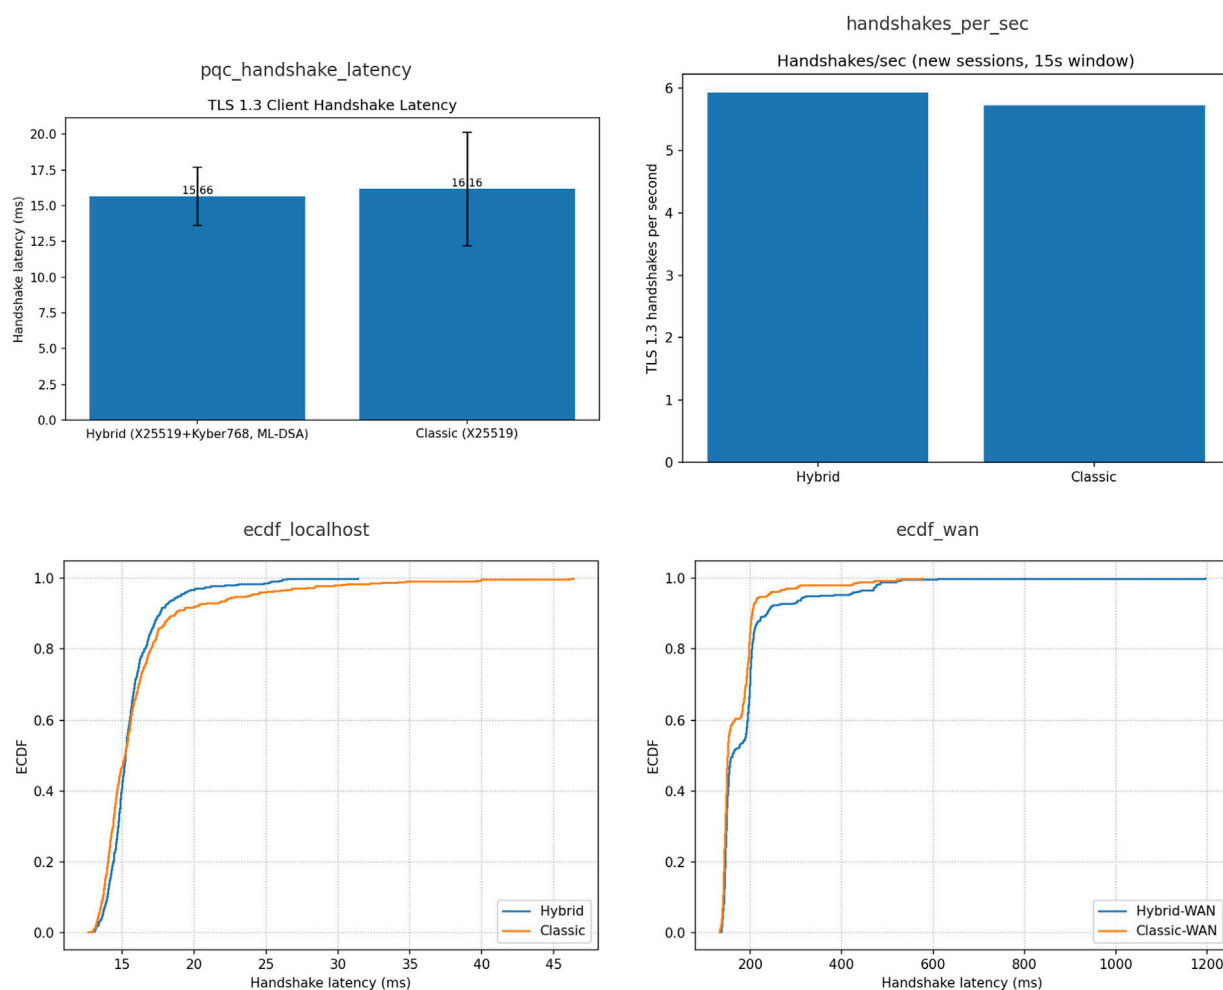 pqc_handshake_latency
TLS 1.3 Client Handshake Latency
Handshake latency (ms)
20.0
17.5
15.0
12.5
10.0
7.5
5.0
2.5
0.0
15.66
16.16
Hybrid (X25519+Kyber768, ML-DSA)
Classic (X25519)
handshakes_per_sec
Handshakes/sec (new sessions, 15s window)
TLS 1.3 handshakes per second
6
5
4
3
2
1
0
Hybrid
Classic
ecdf_localhost
ECDF
1.0
0.8
0.6
0.4
0.2
0.0
15
20
25
30
35
40
45
Handshake latency (ms)
Hybrid
Classic
ecdf_wan
ECDF
1.0
0.8
0.6
0.4
0.2
0.0
200
400
600
800
1000
1200
Handshake latency (ms)
Hybrid-WAN
Classic-WAN